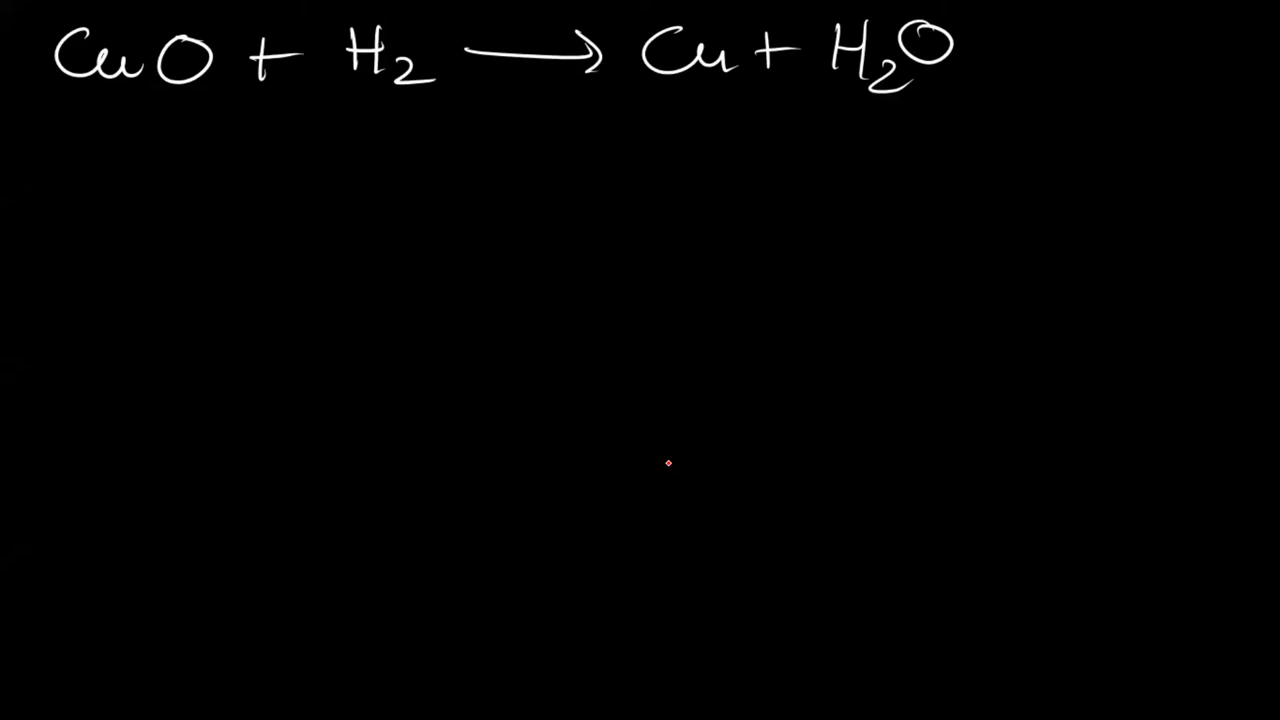 CuO + H₂ ⟶ Cu + H₂O